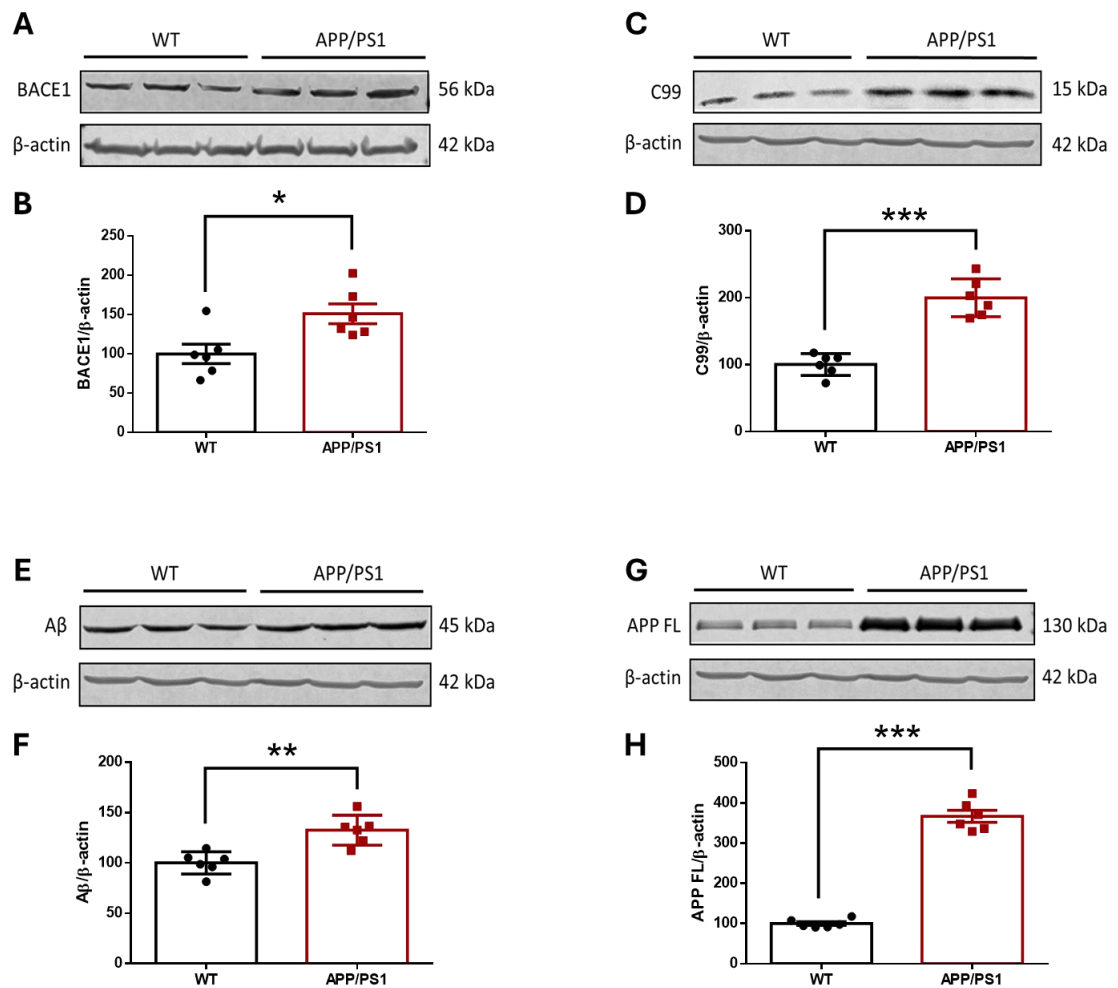 A
WT APP/PS1
BACE1 56 kDa
β-actin 42 kDa
B
*
250
200
150
100
50
0
BACE1/β-actin
WT APP/PS1
C
WT APP/PS1
C99 15 kDa
β-actin 42 kDa
D
***
300
200
100
0
C99/β-actin
WT APP/PS1
E
WT APP/PS1
Aβ 45 kDa
β-actin 42 kDa
F
**
200
150
100
50
0
Aβ/β-actin
WT APP/PS1
G
WT APP/PS1
APP FL 130 kDa
β-actin 42 kDa
H
***
500
400
300
200
100
0
APP FL/β-actin
WT APP/PS1